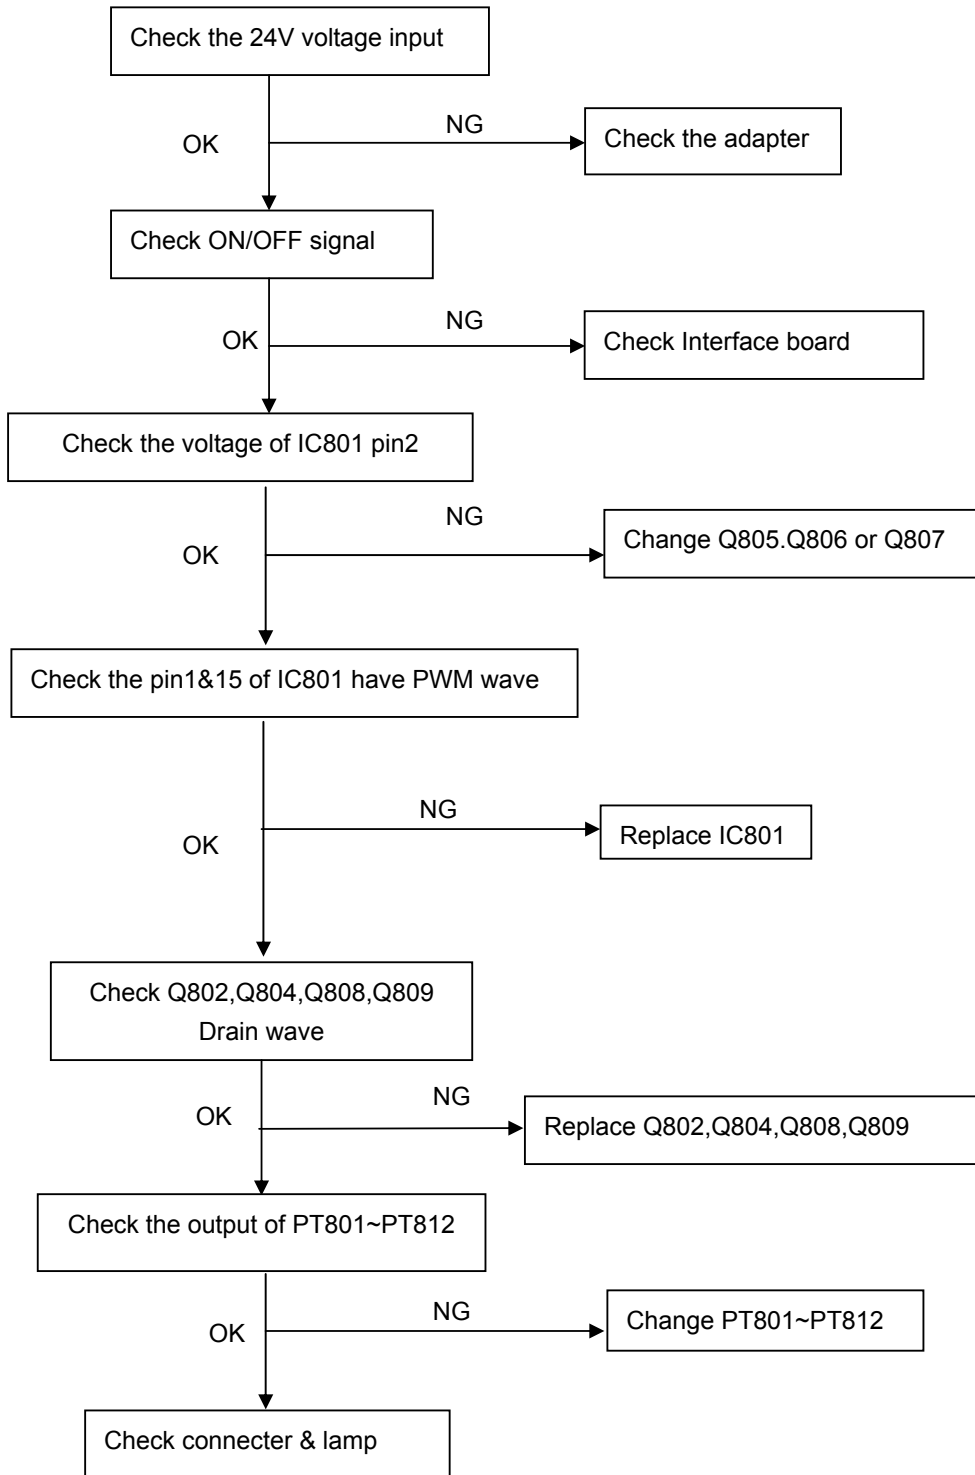 Check the 24V voltage input
NG
OK
Check the adapter
Check ON/OFF signal
NG
OK
Check Interface board
Check the voltage of IC801 pin2
NG
OK
Change Q805.Q806 or Q807
Check the pin1&15 of IC801 have PWM wave
NG
OK
Replace IC801
Check Q802,Q804,Q808,Q809
Drain wave
NG
OK
Replace Q802,Q804,Q808,Q809
Check the output of PT801~PT812
NG
OK
Change PT801~PT812
Check connecter & lamp